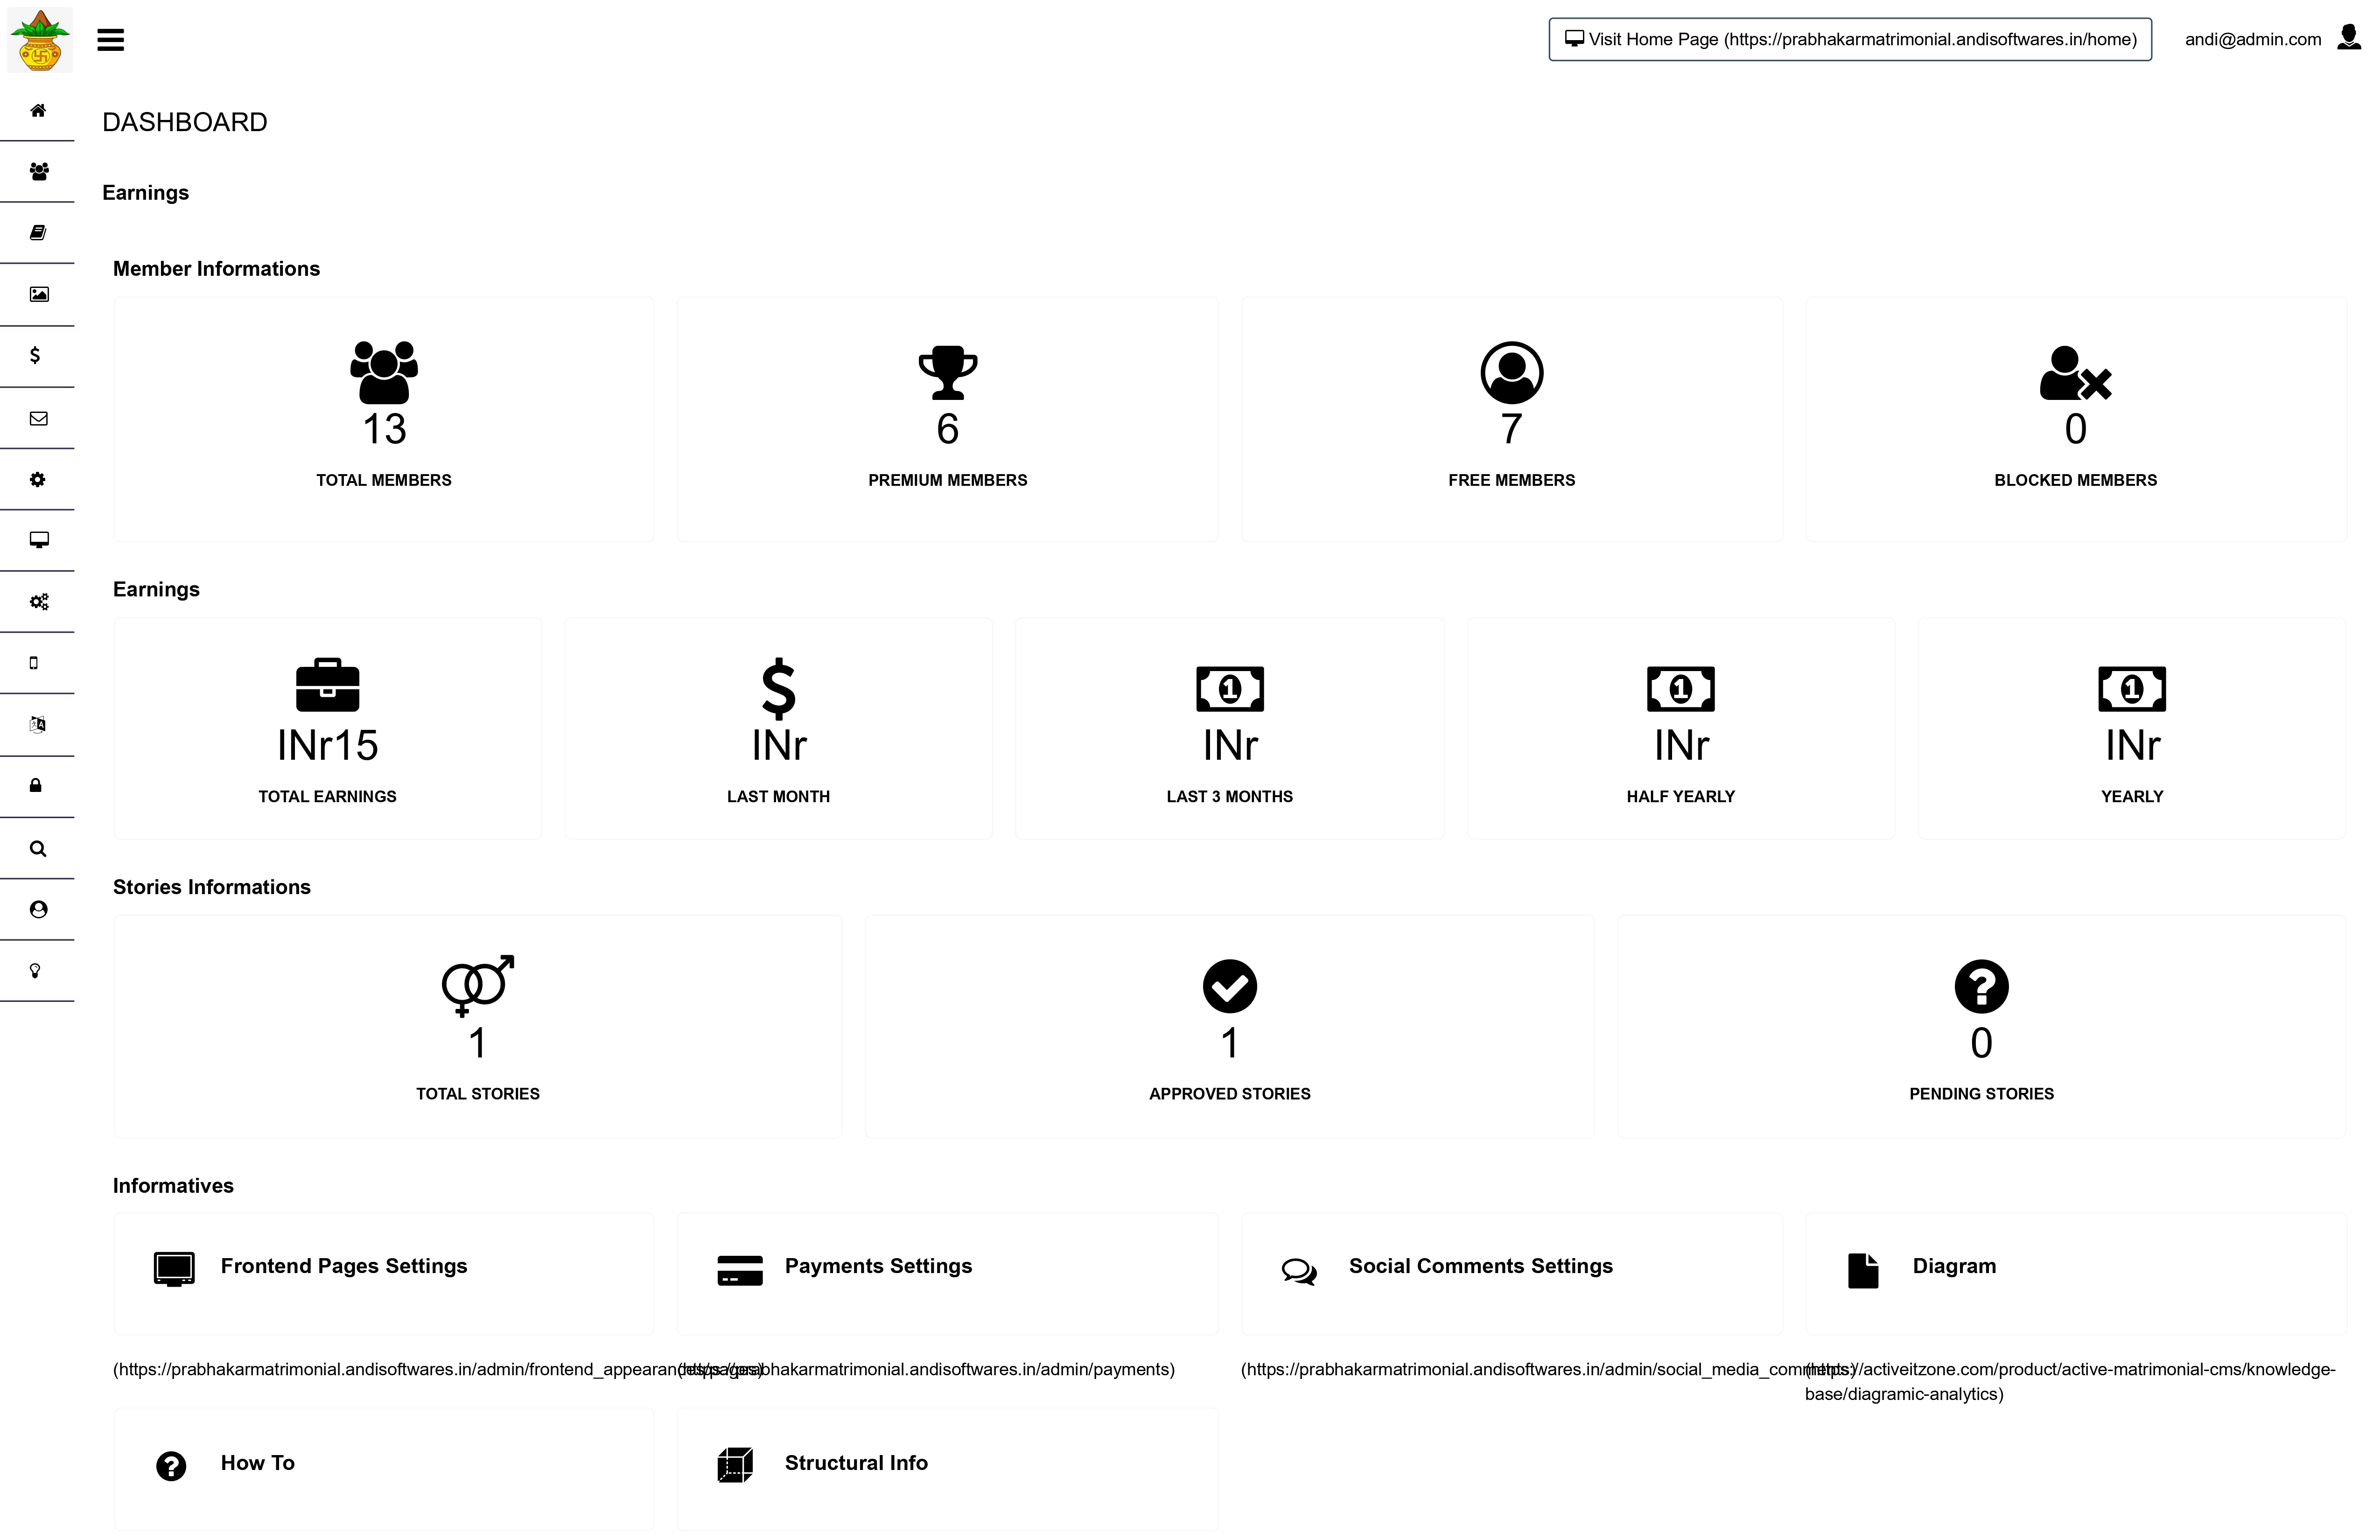 Visit Home Page (https://prabhakarmatrimonial.andisoftwares.in/home)
andi@admin.com
DASHBOARD
Earnings
Member Informations
13
TOTAL MEMBERS
6
PREMIUM MEMBERS
7
FREE MEMBERS
0
BLOCKED MEMBERS
Earnings
INr15
TOTAL EARNINGS
INr
LAST MONTH
INr
LAST 3 MONTHS
INr
HALF YEARLY
INr
YEARLY
Stories Informations
1
TOTAL STORIES
1
APPROVED STORIES
0
PENDING STORIES
Informatives
Frontend Pages Settings
Payments Settings
Social Comments Settings
Diagram
(https://prabhakarmatrimonial.andisoftwares.in/admin/frontend_appearances/pages)
(https://prabhakarmatrimonial.andisoftwares.in/admin/payments)
(https://prabhakarmatrimonial.andisoftwares.in/admin/social_media_comments)
(https://activeitzone.com/product/active-matrimonial-cms/knowledge-
base/diagramic-analytics)
How To
Structural Info